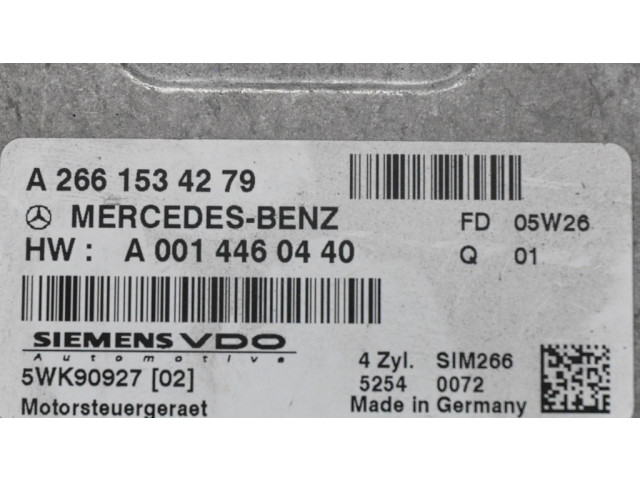 A 266 153 42 79
MERCEDES-BENZ FD 05W26
HW : A 001 446 04 40 Q 01
SIEMENS VDO
Automotive
5WK90927 [02] 4 Zyl. SIM266
5254 0072
Motorsteuergeraet Made in Germany